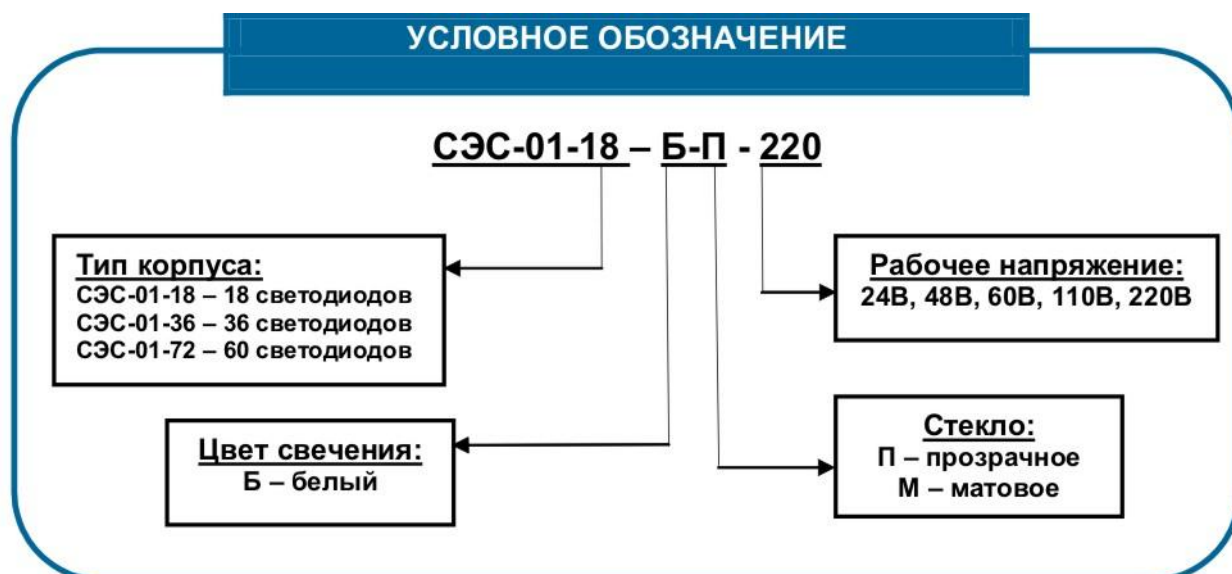 УСЛОВНОЕ ОБОЗНАЧЕНИЕ
СЭС-01-18 – Б-П - 220
Тип корпуса:
СЭС-01-18 – 18 светодиодов
СЭС-01-36 – 36 светодиодов
СЭС-01-72 – 60 светодиодов
Рабочее напряжение:
24В, 48В, 60В, 110В, 220В
Цвет свечения:
Б – белый
Стекло:
П – прозрачное
М – матовое